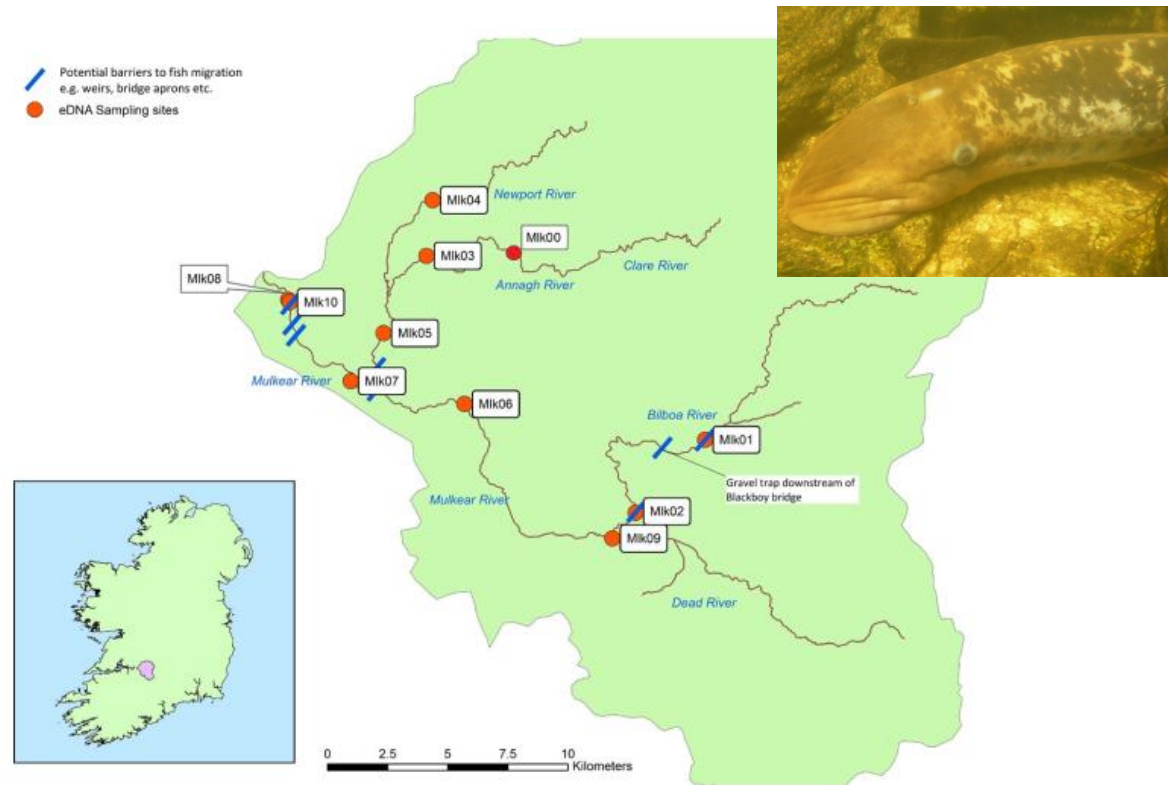 Potential barriers to fish migration
e.g. weirs, bridge aprons etc.
eDNA Sampling sites
Mlk04
Newport River
Mlk00
Mlk03
Clare River
Annagh River
Mlk08
Mlk10
Mlk05
Mulkear River
Mlk07
Mlk06
Bilboa River
Mlk01
Gravel trap downstream of
Blackboy bridge
Mulkear River
Mlk02
Mlk09
Dead River
0 2.5 5 7.5 10
Kilometers